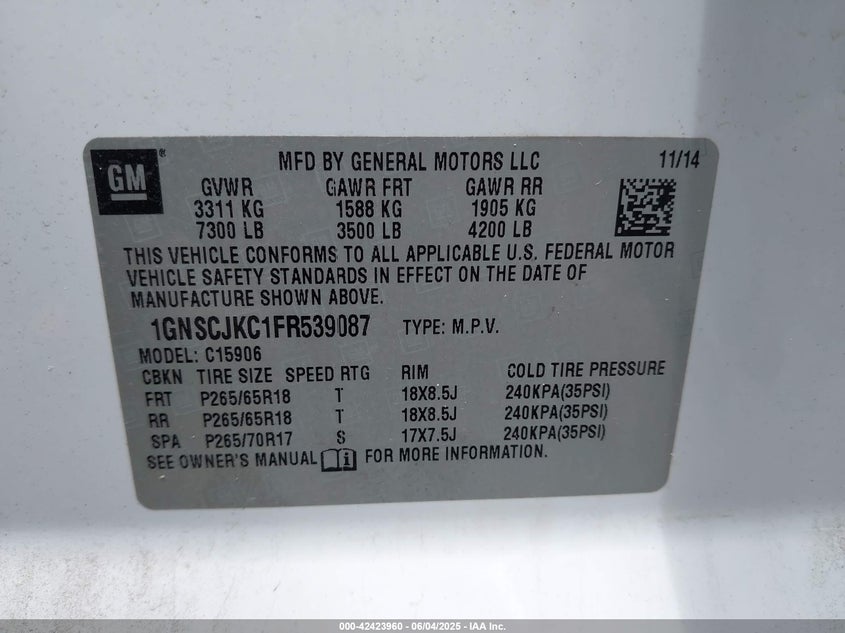 GM ®
MFD BY GENERAL MOTORS LLC 11/14
GVWR GAWR FRT GAWR RR
3311 KG 1588 KG 1905 KG
7300 LB 3500 LB 4200 LB
THIS VEHICLE CONFORMS TO ALL APPLICABLE U.S. FEDERAL MOTOR
VEHICLE SAFETY STANDARDS IN EFFECT ON THE DATE OF
MANUFACTURE SHOWN ABOVE.
1GNSCJKC1FR539087 TYPE: M.P.V.
MODEL: C15906
CBKN TIRE SIZE SPEED RTG RIM COLD TIRE PRESSURE
FRT P265/65R18 T 18X8.5J 240KPA(35PSI)
RR P265/65R18 T 18X8.5J 240KPA(35PSI)
SPA P265/70R17 S 17X7.5J 240KPA(35PSI)
SEE OWNER'S MANUAL FOR MORE INFORMATION.
000-42423960 - 06/04/2025 - IAA Inc.